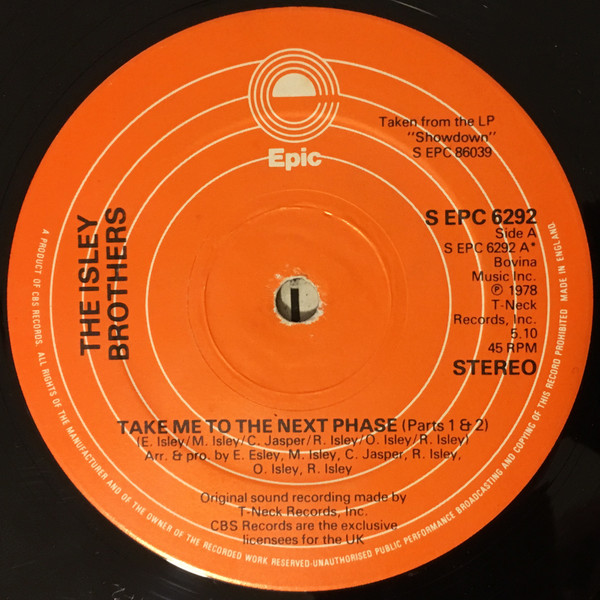 Epic
Taken from the LP
"Showdown"
S EPC 86039
THE ISLEY
BROTHERS
S EPC 6292
Side A
S EPC 6292 A*
Bovina
Music Inc.
℗ 1978
T-Neck
Records, Inc.
5.10
45 RPM
STEREO
TAKE ME TO THE NEXT PHASE (Parts 1 & 2)
(E. Isley/M. Isley/C. Jasper/R. Isley/O. Isley/R. Isley)
Arr. & pro. by E. Esley, M. Isley, C. Jasper, R. Isley,
O. Isley, R. Isley
Original sound recording made by
T-Neck Records, Inc.
CBS Records are the exclusive
licensees for the UK
A PRODUCT OF CBS RECORDS. ALL RIGHTS OF THE MANUFACTURER AND OF THE OWNER OF THE RECORDED WORK RESERVED·UNAUTHORISED PUBLIC PERFORMANCE BROADCASTING AND COPYING OF THIS RECORD PROHIBITED MADE IN ENGLAND